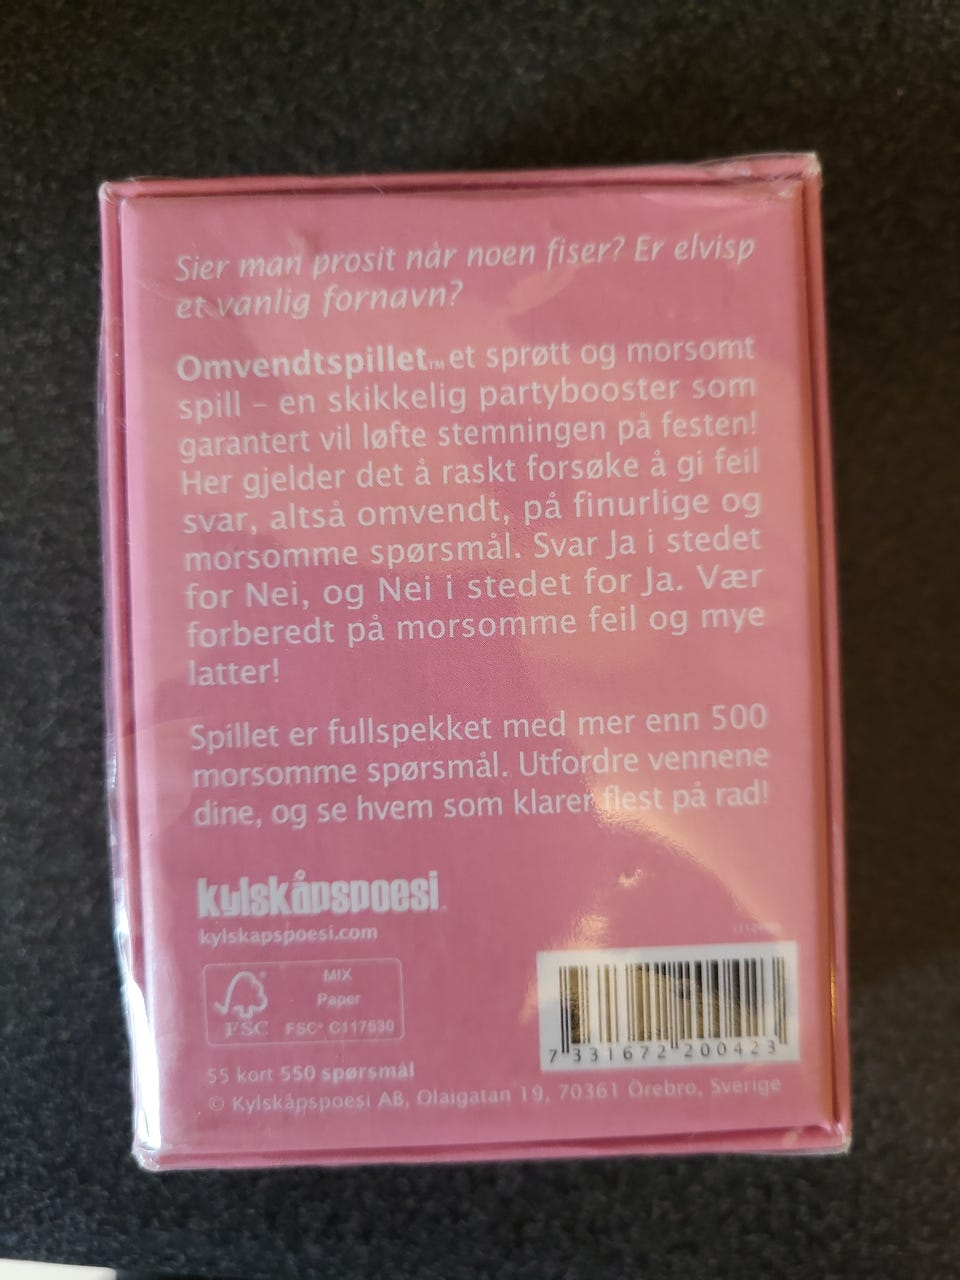 Sier man prosit når noen fiser? Er elvisp
et vanlig fornavn?
Omvendtspillet™ et sprøtt og morsomt
spill – en skikkelig partybooster som
garantert vil løfte stemningen på festen!
Her gjelder det å raskt forsøke å gi feil
svar, altså omvendt, på finurlige og
morsomme spørsmål. Svar Ja i stedet
for Nei, og Nei i stedet for Ja. Vær
forberedt på morsomme feil og mye
latter!
Spillet er fullspekket med mer enn 500
morsomme spørsmål. Utfordre vennene
dine, og se hvem som klarer flest på rad!
kylskåpspoesi
kylskapspoesi.com
MIX
Paper
FSC FSC® C117530
7 331672 200423
55 kort 550 spørsmål
© Kylskåpspoesi AB, Olaigatan 19, 70361 Örebro, Sverige